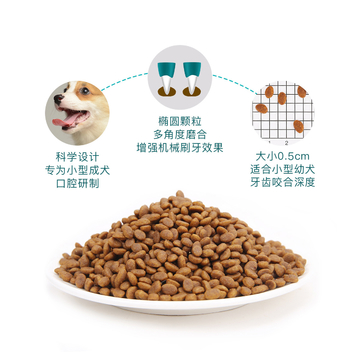 科学设计
专为小型成犬
口腔研制
椭圆颗粒
多角度磨合
增强机械刷牙效果
1 2
大小0.5cm
适合小型幼犬
牙齿咬合深度